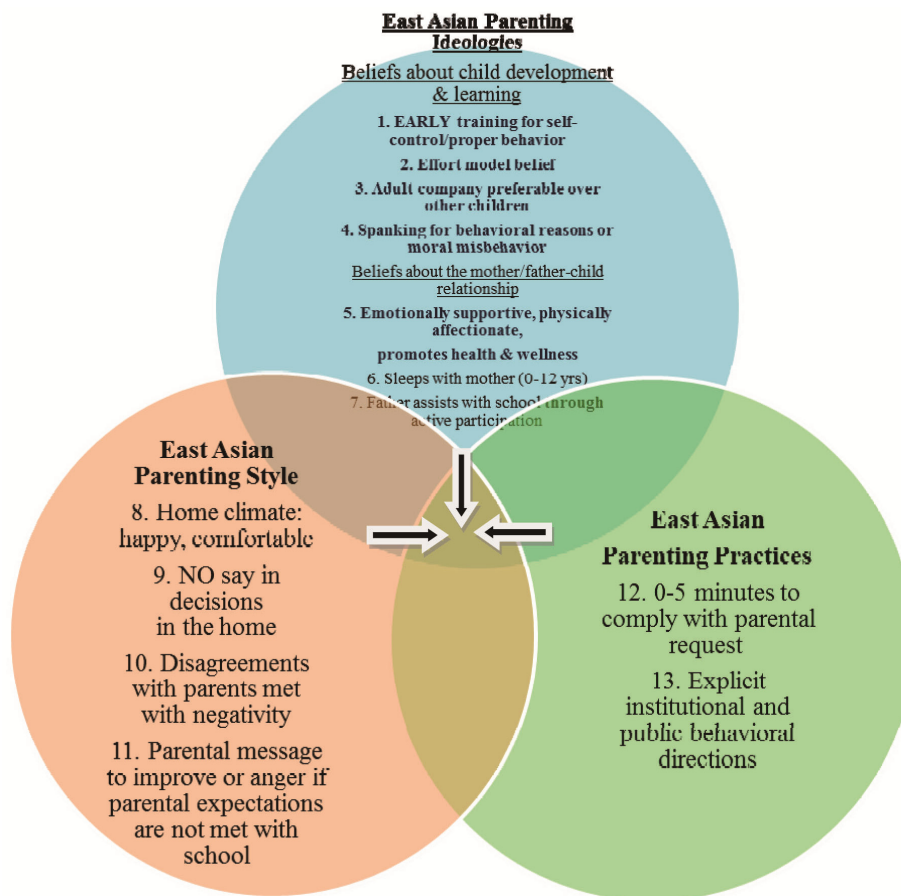 East Asian Parenting
Ideologies
Beliefs about child development
& learning
1. EARLY training for self-
control/proper behavior
2. Effort model belief
3. Adult company preferable over
other children
4. Spanking for behavioral reasons or
moral misbehavior
Beliefs about the mother/father-child
relationship
5. Emotionally supportive, physically
affectionate,
promotes health & wellness
6. Sleeps with mother (0-12 yrs)
7. Father assists with school through
active participation
East Asian
Parenting Style
8. Home climate:
happy, comfortable
9. NO say in
decisions
in the home
10. Disagreements
with parents met
with negativity
11. Parental message
to improve or anger if
parental expectations
are not met with
school
East Asian
Parenting Practices
12. 0-5 minutes to
comply with parental
request
13. Explicit
institutional and
public behavioral
directions